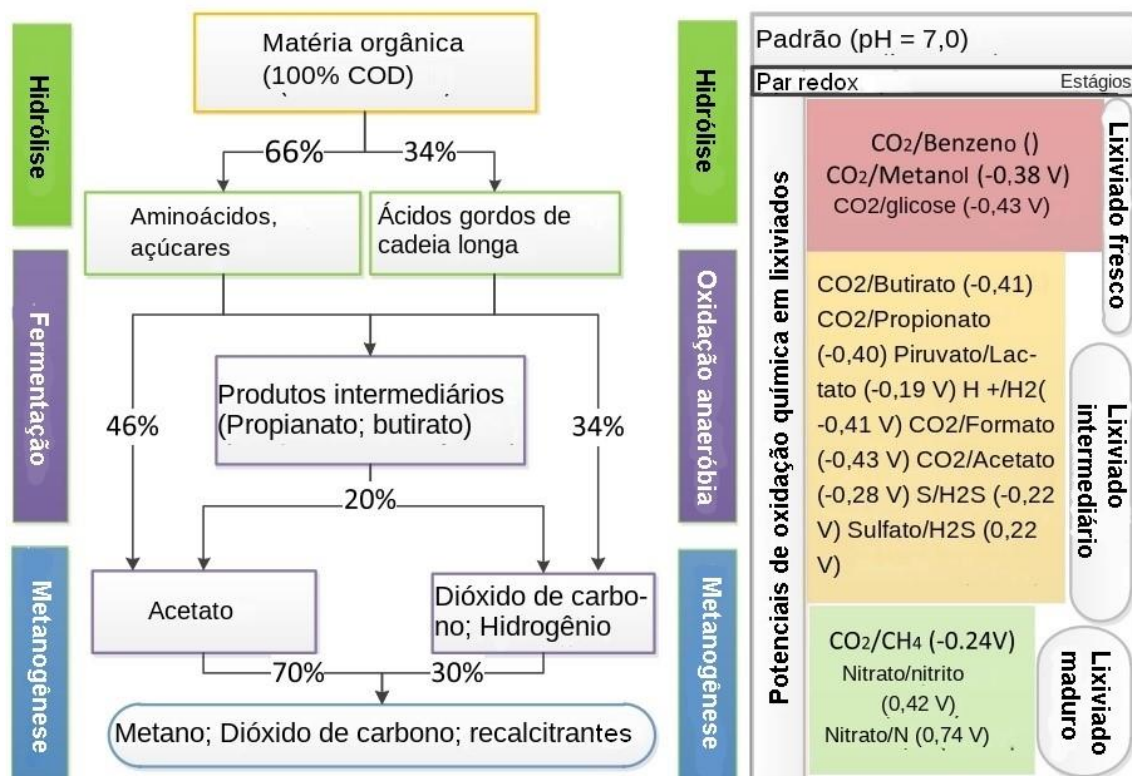 Hidrólise
Matéria orgânica
(100% COD)
66%
34%
Aminoácidos,
açúcares
Ácidos gordos de
cadeia longa
Fermentação
Produtos intermediários
(Propianato; butirato)
46%
34%
20%
Metanogênese
Acetato
Dióxido de carbo-
no; Hidrogênio
70%
30%
Metano; Dióxido de carbono; recalcitrantes
Hidrólise
Oxidação anaeróbia
Metanogênese
Padrão (pH = 7,0)
Par redox
Estágios
Potenciais de oxidação química em lixiviados
CO₂/Benzeno ()
CO₂/Metanol (-0,38 V)
CO2/glicose (-0,43 V)
Lixiviado fresco
CO2/Butirato (-0,41)
CO2/Propionato
(-0,40) Piruvato/Lac-
tato (-0,19 V) H +/H2(
-0,41 V) CO2/Formato
(-0,43 V) CO2/Acetato
(-0,28 V) S/H2S (-0,22
V) Sulfato/H2S (0,22
V)
Lixiviado
intermediário
CO₂/CH₄ (-0.24V)
Nitrato/nitrito
(0,42 V)
Nitrato/N (0,74 V)
Lixiviado
maduro